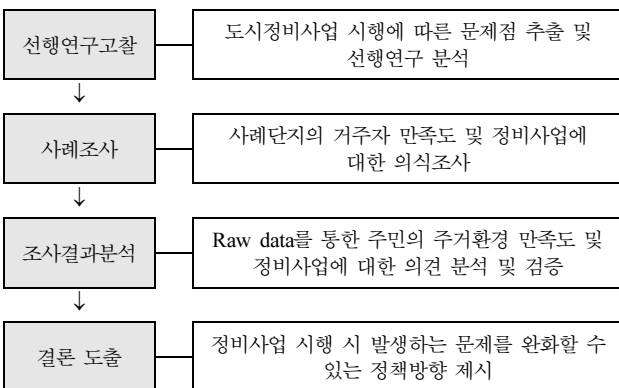 선행연구고찰
도시정비사업 시행에 따른 문제점 추출 및
선행연구 분석
↓
사례조사
사례단지의 거주자 만족도 및 정비사업에
대한 의식조사
↓
조사결과분석
Raw data를 통한 주민의 주거환경 만족도 및
정비사업에 대한 의견 분석 및 검증
↓
결론 도출
정비사업 시행 시 발생하는 문제를 완화할 수
있는 정책방향 제시